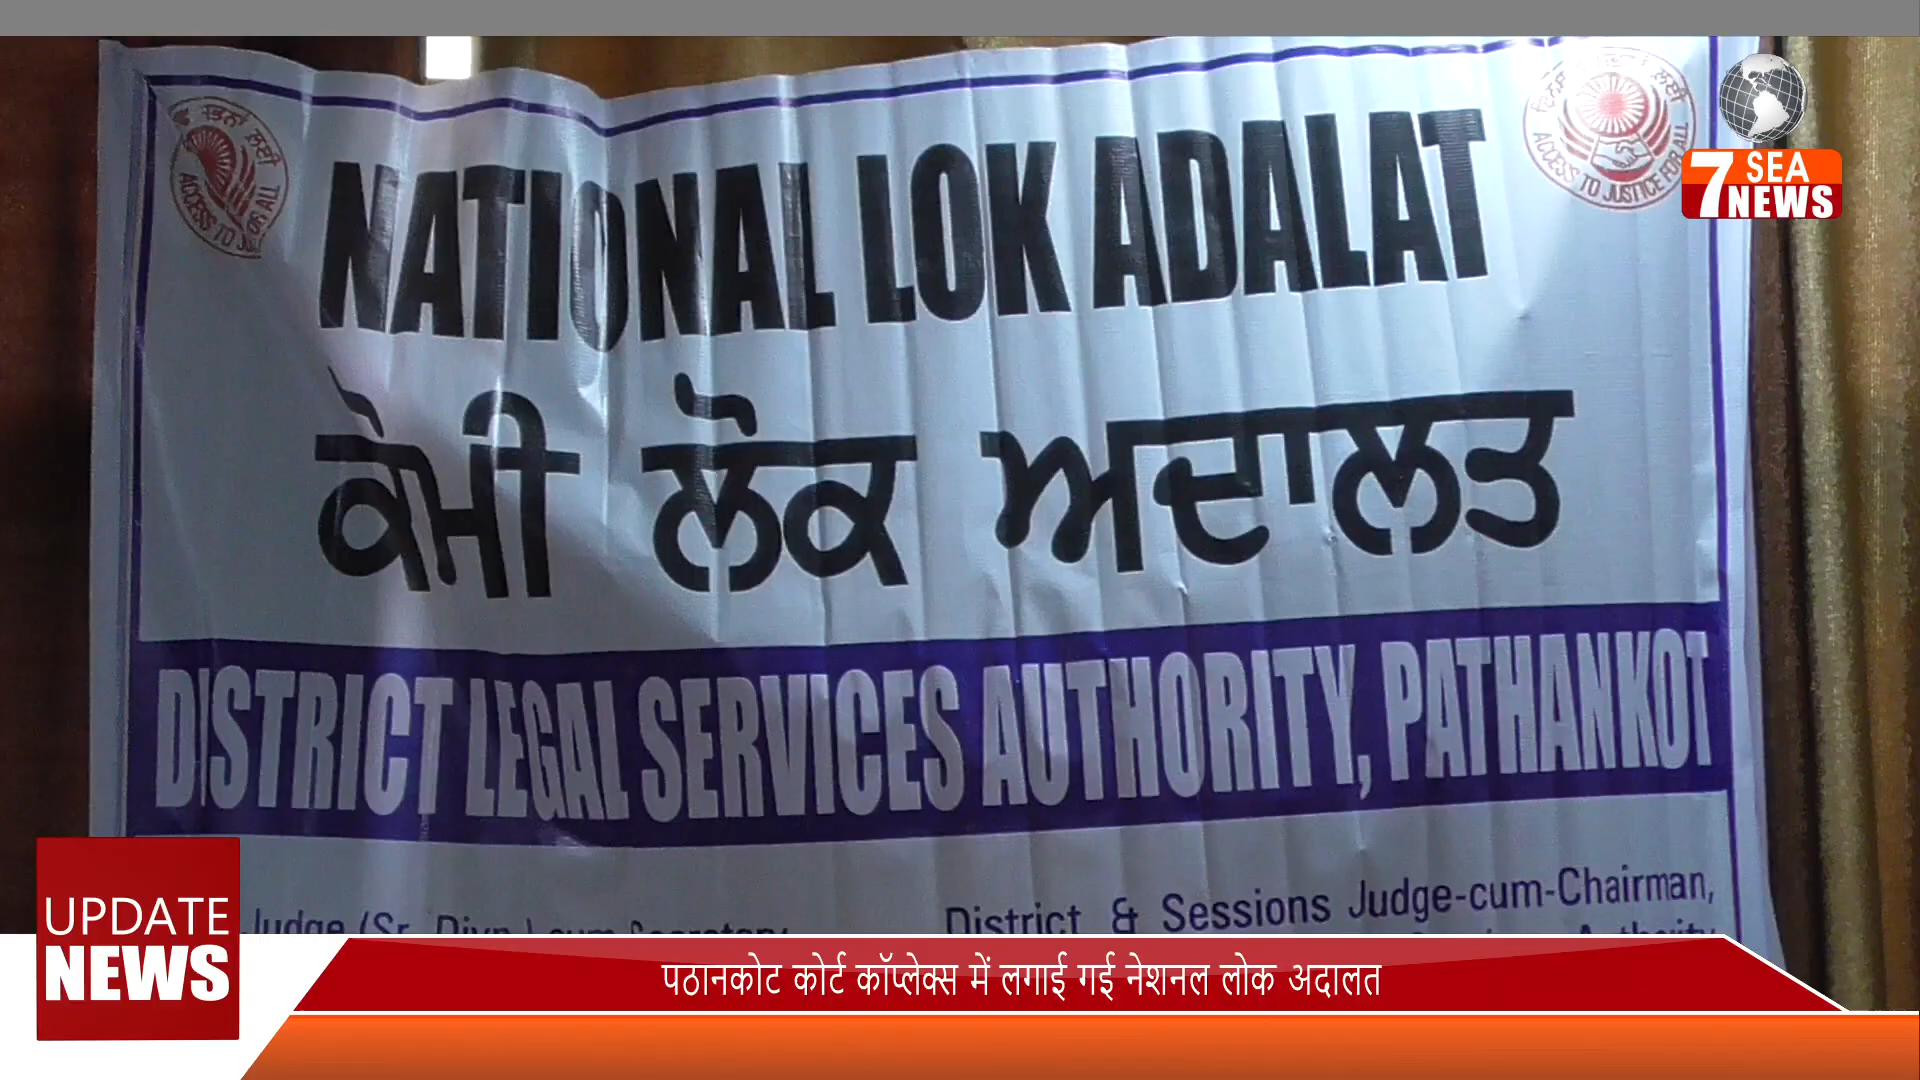 NATIONAL LOK ADALAT
ਕੌਮੀ ਲੋਕ ਅਦਾਲਤ
DISTRICT LEGAL SERVICES AUTHORITY, PATHANKOT
District & Sessions Judge-cum-Chairman,
ACCESS TO JUSTICE FOR ALL
7 SEA
NEWS
UPDATE
NEWS
पठानकोट कोर्ट कॉप्लेक्स में लगाई गई नेशनल लोक अदालत